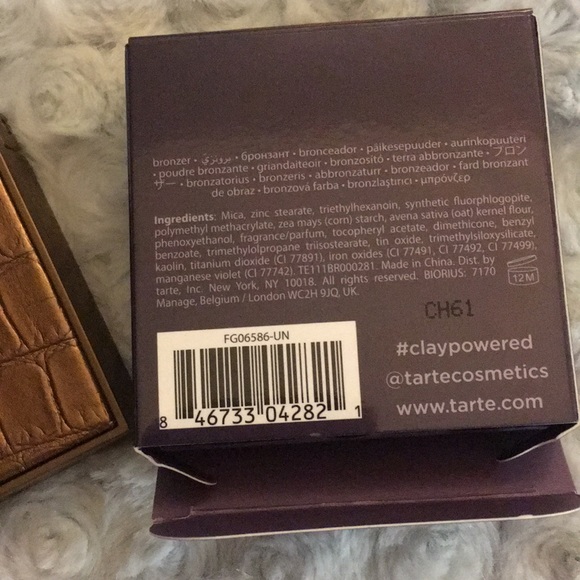 bronzer • برونزي • бронзант • bronceador • päikesepuuder • aurinkopuuteri
• poudre bronzante • griandaiteoir • bronzosító • terra abbronzante • ブロン
ザー • bronzatorius • bronzeris • abbronzaturr • bronzeador • fard bronzant
de obraz • bronzová farba • bronzlaştırıcı • μπρόνζερ
Ingredients: Mica, zinc stearate, triethylhexanoin, synthetic fluorphlogopite,
polymethyl methacrylate, zea mays (corn) starch, avena sativa (oat) kernel flour,
phenoxyethanol, fragrance/parfum, tocopheryl acetate, dimethicone, benzyl
benzoate, trimethylolpropane triisostearate, tin oxide, trimethylsiloxysilicate,
kaolin, titanium dioxide (CI 77891), iron oxides (CI 77491, CI 77492, CI 77499),
manganese violet (CI 77742). TE111BR000281. Made in China. Dist. by
tarte, Inc. New York, NY 10018. All rights reserved. BIORIUS: 7170
Manage, Belgium / London WC2H 9JQ, UK.
12M
CH61
FG06586-UN
8 46733 04282 1
#claypowered
@tartecosmetics
www.tarte.com